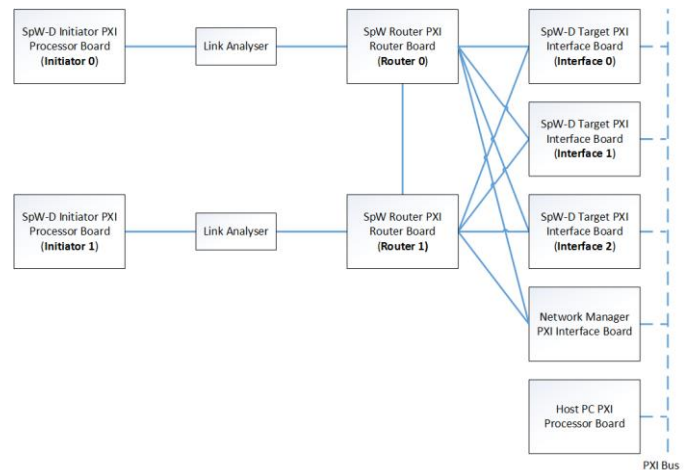 SpW-D Initiator PXI
Processor Board
(Initiator 0)
Link Analyser
SpW Router PXI
Router Board
(Router 0)
SpW-D Target PXI
Interface Board
(Interface 0)
SpW-D Target PXI
Interface Board
(Interface 1)
SpW-D Initiator PXI
Processor Board
(Initiator 1)
Link Analyser
SpW Router PXI
Router Board
(Router 1)
SpW-D Target PXI
Interface Board
(Interface 2)
Network Manager
PXI Interface Board
Host PC PXI
Processor Board
PXI Bus